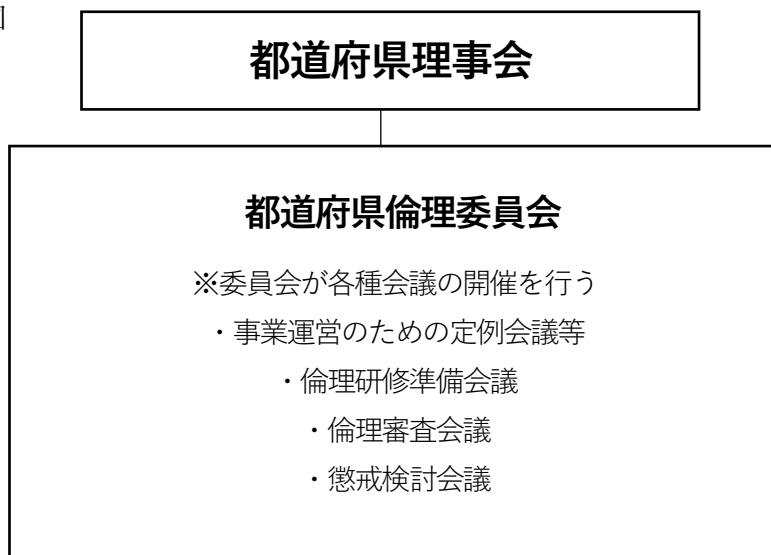 都道府県理事会
都道府県倫理委員会
※委員会が各種会議の開催を行う
・事業運営のための定例会議等
・倫理研修準備会議
・倫理審査会議
・懲戒検討会議